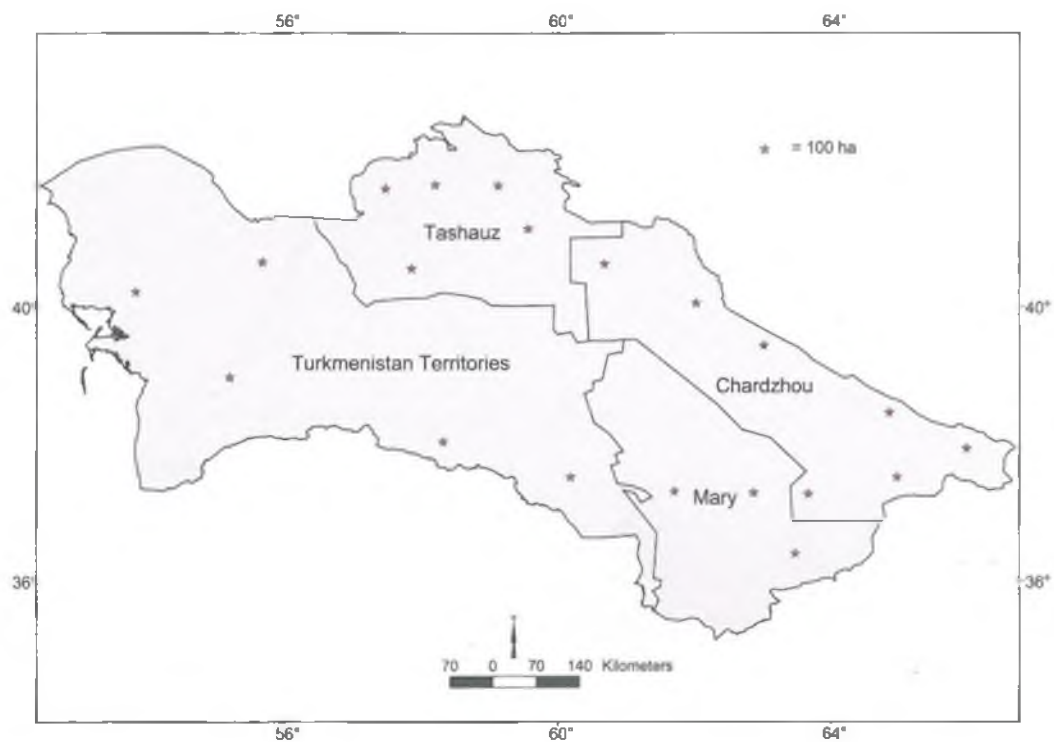 56° 60° 64°
★ = 100 ha
Tashauz
40° 40°
Turkmenistan Territories
Chardzhou
Mary
36° 36°
70 0 70 140 Kilometers
56° 60° 64°